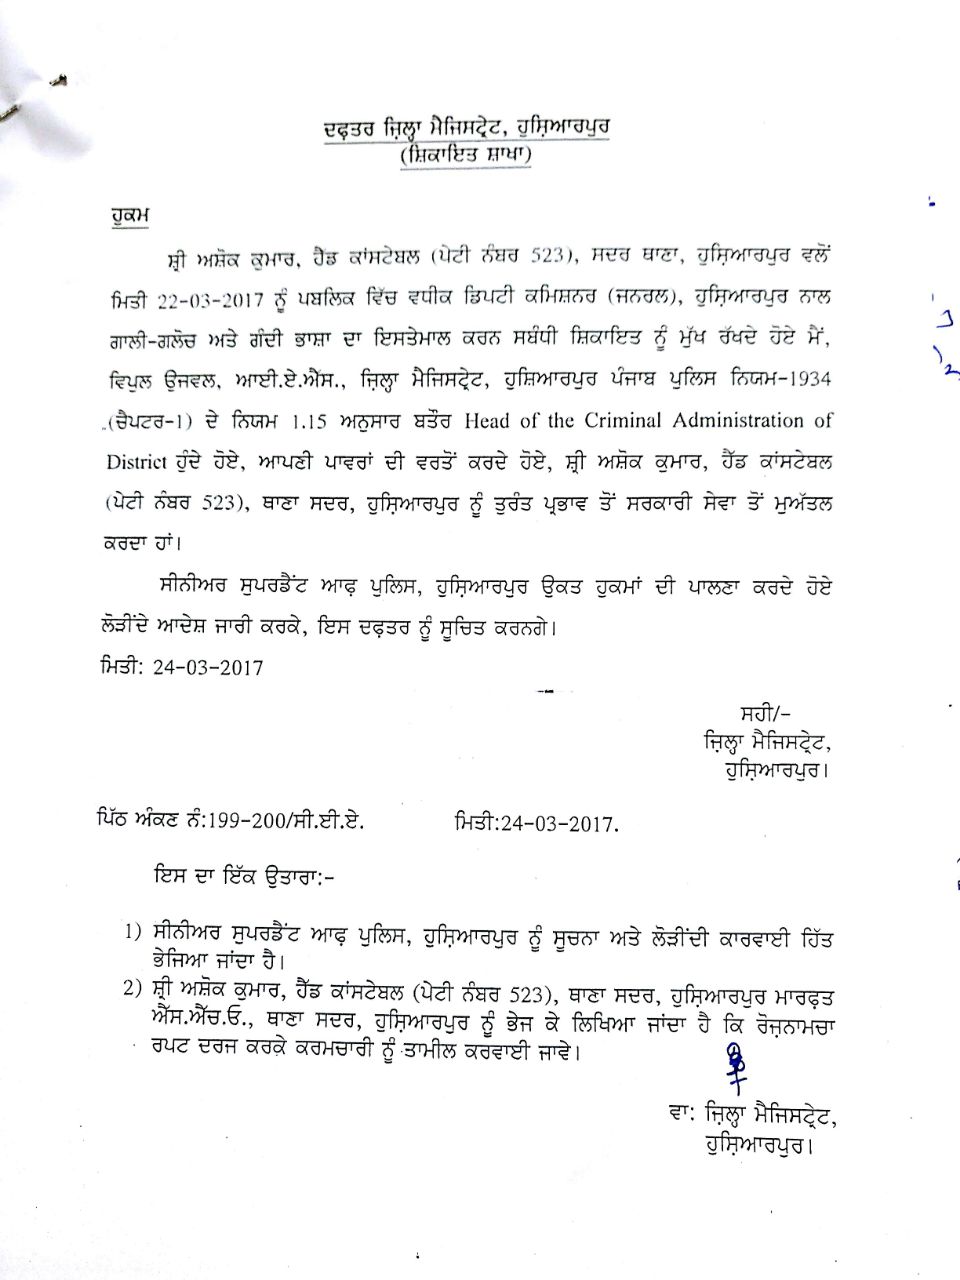 ਦਫ਼ਤਰ ਜ਼ਿਲ੍ਹਾ ਮੈਜਿਸਟ੍ਰੇਟ, ਹੁਸ਼ਿਆਰਪੁਰ
(ਸ਼ਿਕਾਇਤ ਸ਼ਾਖਾ)
ਹੁਕਮ
ਸ਼੍ਰੀ ਅਸ਼ੋਕ ਕੁਮਾਰ, ਹੈੱਡ ਕਾਂਸਟੇਬਲ (ਪੇਟੀ ਨੰਬਰ 523), ਸਦਰ ਥਾਣਾ, ਹੁਸ਼ਿਆਰਪੁਰ ਵਲੋਂ
ਮਿਤੀ 22-03-2017 ਨੂੰ ਪਬਲਿਕ ਵਿੱਚ ਵਧੀਕ ਡਿਪਟੀ ਕਮਿਸ਼ਨਰ (ਜਨਰਲ), ਹੁਸ਼ਿਆਰਪੁਰ ਨਾਲ
ਗਾਲੀ-ਗਲੋਚ ਅਤੇ ਗੰਦੀ ਭਾਸ਼ਾ ਦਾ ਇਸਤੇਮਾਲ ਕਰਨ ਸਬੰਧੀ ਸ਼ਿਕਾਇਤ ਨੂੰ ਮੁੱਖ ਰੱਖਦੇ ਹੋਏ ਮੈਂ,
ਵਿਪੁਲ ਉਜਵਲ, ਆਈ.ਏ.ਐੱਸ., ਜ਼ਿਲ੍ਹਾ ਮੈਜਿਸਟ੍ਰੇਟ, ਹੁਸ਼ਿਆਰਪੁਰ ਪੰਜਾਬ ਪੁਲਿਸ ਨਿਯਮ-1934
(ਚੈਪਟਰ-1) ਦੇ ਨਿਯਮ 1.15 ਅਨੁਸਾਰ ਬਤੌਰ Head of the Criminal Administration of
District ਹੁੰਦੇ ਹੋਏ, ਆਪਣੀ ਪਾਵਰਾਂ ਦੀ ਵਰਤੋਂ ਕਰਦੇ ਹੋਏ, ਸ਼੍ਰੀ ਅਸ਼ੋਕ ਕੁਮਾਰ, ਹੈੱਡ ਕਾਂਸਟੇਬਲ
(ਪੇਟੀ ਨੰਬਰ 523), ਥਾਣਾ ਸਦਰ, ਹੁਸ਼ਿਆਰਪੁਰ ਨੂੰ ਤੁਰੰਤ ਪ੍ਰਭਾਵ ਤੋਂ ਸਰਕਾਰੀ ਸੇਵਾ ਤੋਂ ਮੁਅੱਤਲ
ਕਰਦਾ ਹਾਂ।
ਸੀਨੀਅਰ ਸੁਪਰਡੈਂਟ ਆਫ਼ ਪੁਲਿਸ, ਹੁਸ਼ਿਆਰਪੁਰ ਉਕਤ ਹੁਕਮਾਂ ਦੀ ਪਾਲਣਾ ਕਰਦੇ ਹੋਏ
ਲੋੜੀਂਦੇ ਆਦੇਸ਼ ਜਾਰੀ ਕਰਕੇ, ਇਸ ਦਫ਼ਤਰ ਨੂੰ ਸੂਚਿਤ ਕਰਨਗੇ।
ਮਿਤੀ: 24-03-2017
ਸਹੀ/-
ਜ਼ਿਲ੍ਹਾ ਮੈਜਿਸਟ੍ਰੇਟ,
ਹੁਸ਼ਿਆਰਪੁਰ।
ਪਿੱਠ ਅੰਕਣ ਨੰ:199-200/ਸੀ.ਈ.ਏ. ਮਿਤੀ:24-03-2017.
ਇਸ ਦਾ ਇੱਕ ਉਤਾਰਾ:-
1) ਸੀਨੀਅਰ ਸੁਪਰਡੈਂਟ ਆਫ਼ ਪੁਲਿਸ, ਹੁਸ਼ਿਆਰਪੁਰ ਨੂੰ ਸੂਚਨਾ ਅਤੇ ਲੋੜੀਂਦੀ ਕਾਰਵਾਈ ਹਿੱਤ
ਭੇਜਿਆ ਜਾਂਦਾ ਹੈ।
2) ਸ਼੍ਰੀ ਅਸ਼ੋਕ ਕੁਮਾਰ, ਹੈੱਡ ਕਾਂਸਟੇਬਲ (ਪੇਟੀ ਨੰਬਰ 523), ਥਾਣਾ ਸਦਰ, ਹੁਸ਼ਿਆਰਪੁਰ ਮਾਰਫ਼ਤ
ਐੱਸ.ਐੱਚ.ਓ., ਥਾਣਾ ਸਦਰ, ਹੁਸ਼ਿਆਰਪੁਰ ਨੂੰ ਭੇਜ ਕੇ ਲਿਖਿਆ ਜਾਂਦਾ ਹੈ ਕਿ ਰੋਜ਼ਨਾਮਚਾ
ਰਪਟ ਦਰਜ ਕਰਕੇ ਕਰਮਚਾਰੀ ਨੂੰ ਤਾਮੀਲ ਕਰਵਾਈ ਜਾਵੇ।
ਵਾ: ਜ਼ਿਲ੍ਹਾ ਮੈਜਿਸਟ੍ਰੇਟ,
ਹੁਸ਼ਿਆਰਪੁਰ।